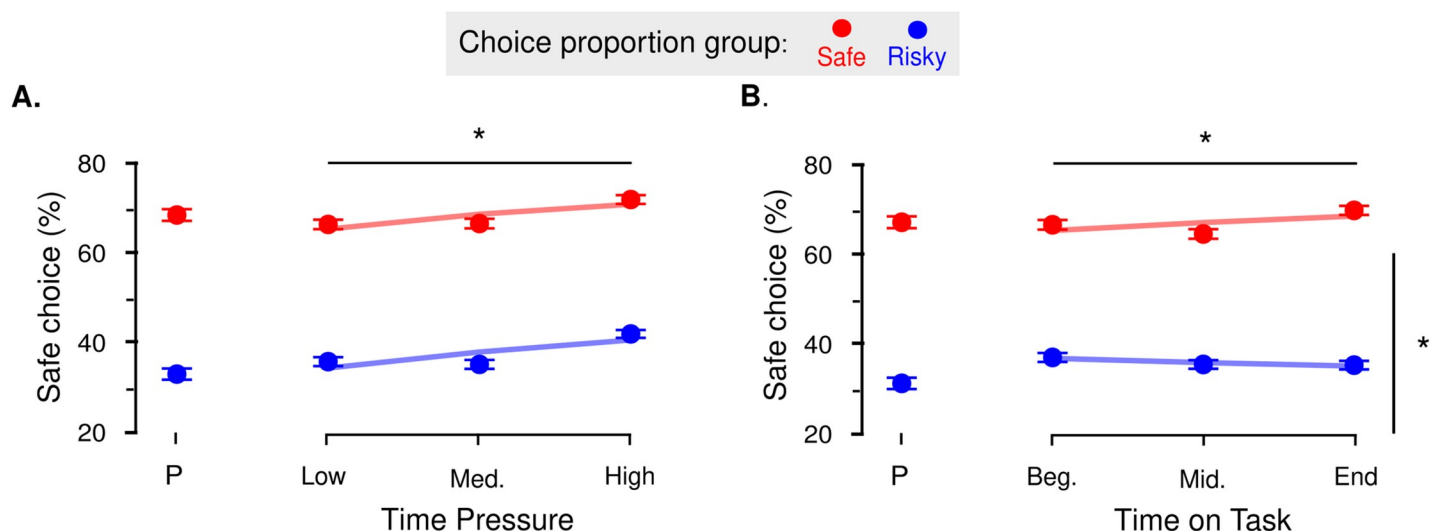 Choice proportion group:
Safe
Risky
A.
*
80
60
40
20
Safe choice (%)
P
Low
Med.
High
Time Pressure
B.
*
80
60
40
20
Safe choice (%)
*
P
Beg.
Mid.
End
Time on Task